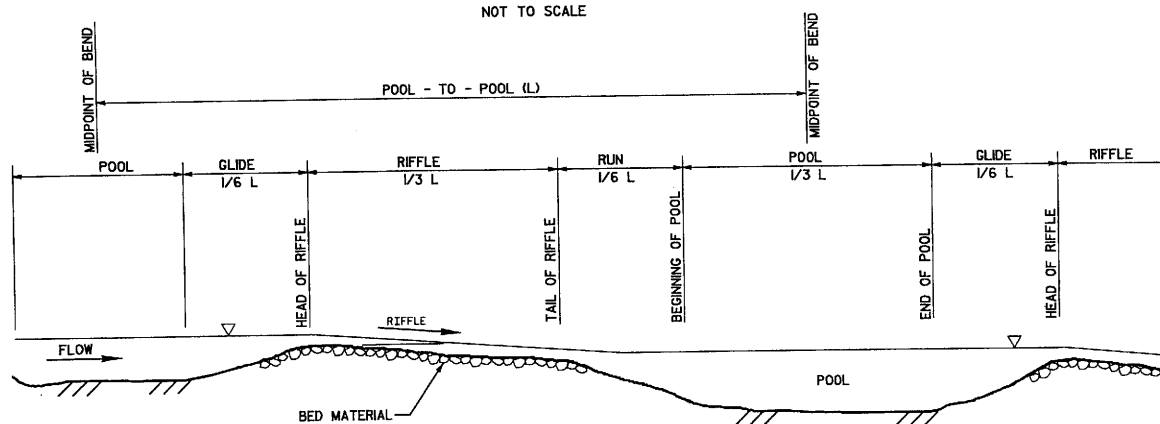 NOT TO SCALE
MIDPOINT OF BEND
POOL - TO - POOL (L)
MIDPOINT OF BEND
POOL
GLIDE
1/6 L
RIFFLE
1/3 L
RUN
1/6 L
POOL
1/3 L
GLIDE
1/6 L
RIFFLE
HEAD OF RIFFLE
TAIL OF RIFFLE
BEGINNING OF POOL
END OF POOL
HEAD OF RIFFLE
RIFFLE
FLOW
POOL
BED MATERIAL